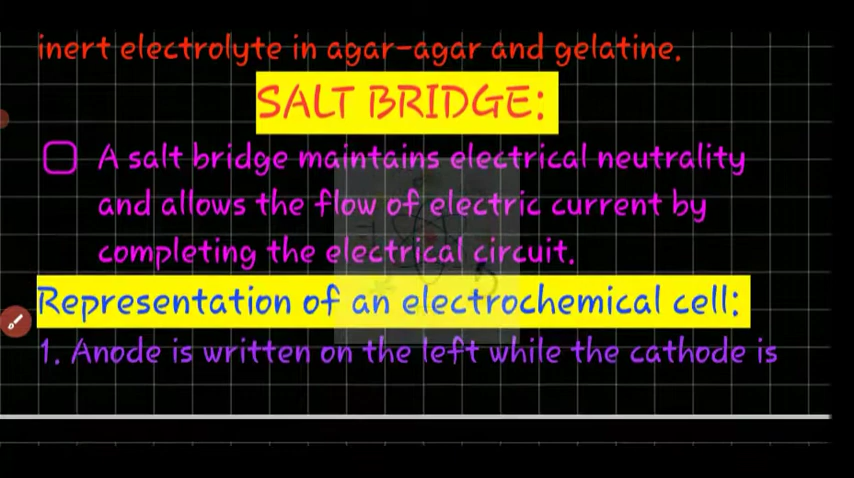 inert electrolyte in agar-agar and gelatine.
SALT BRIDGE:
A salt bridge maintains electrical neutrality
and allows the flow of electric current by
completing the electrical circuit.
Representation of an electrochemical cell:
1. Anode is written on the left while the cathode is